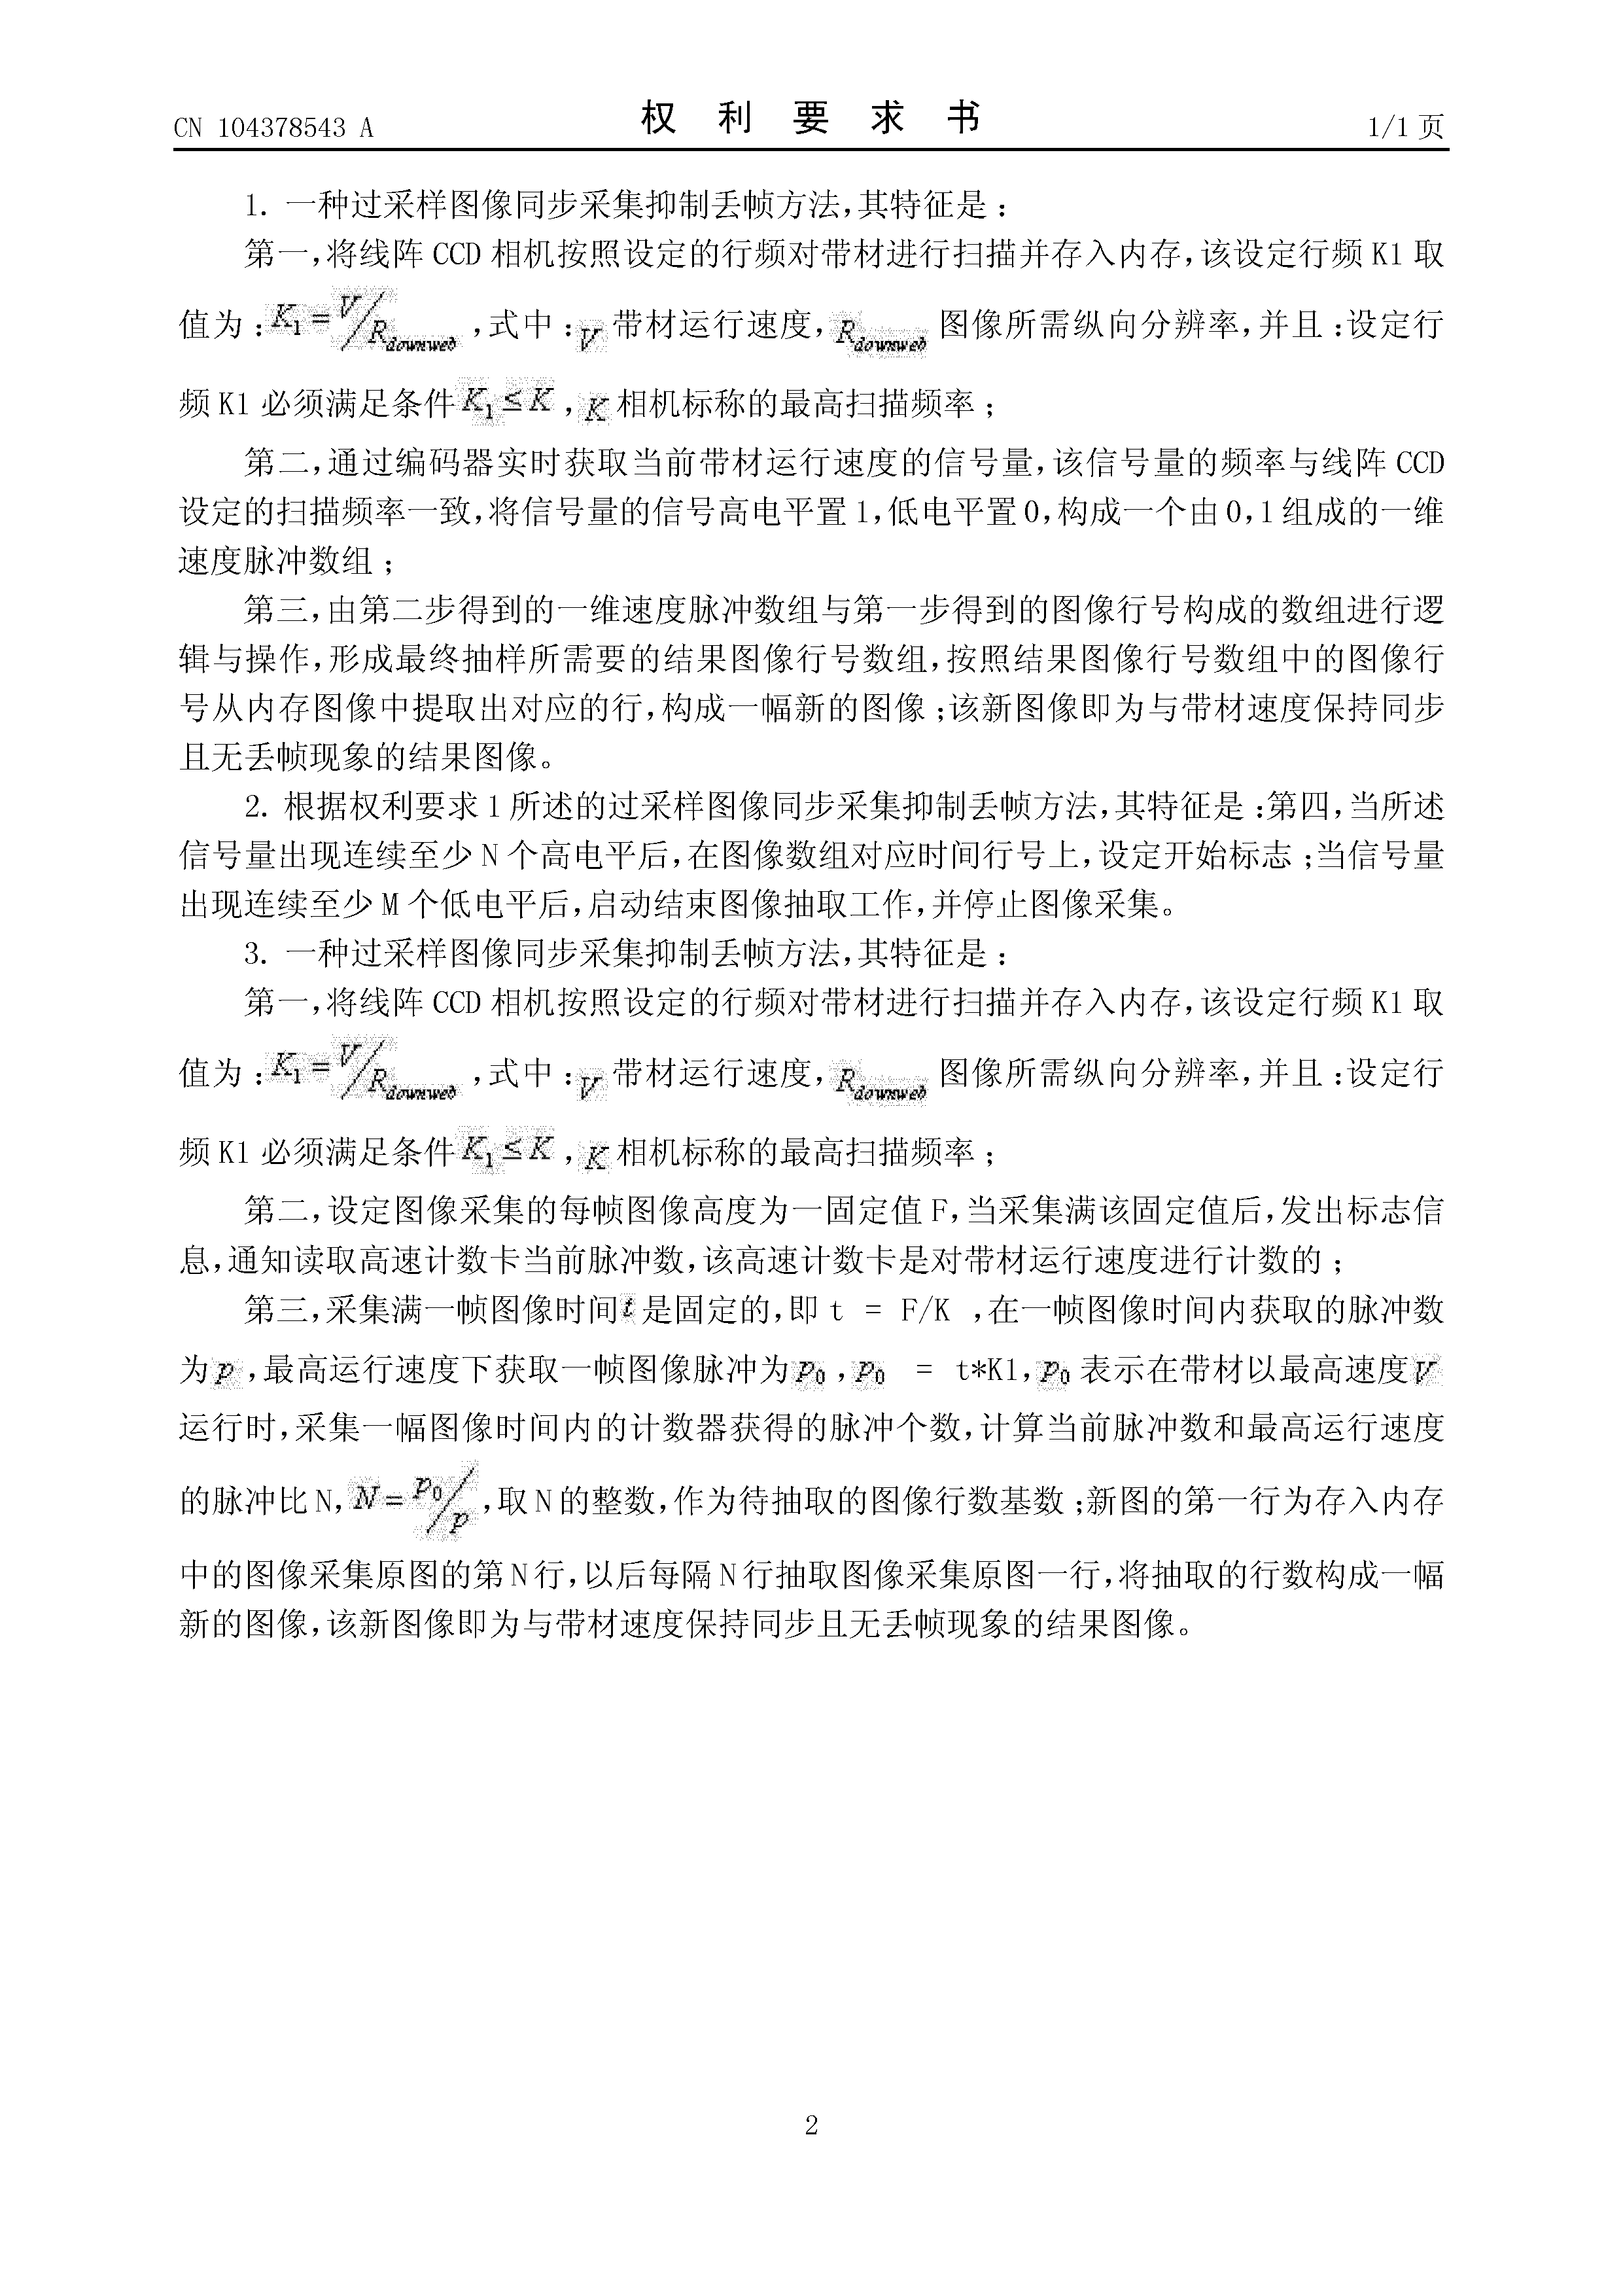 CN 104378543 A
权利要求书
1/1 页
1. 一种过采样图像同步采集抑制丢帧方法,其特征是:
第一,将线阵 CCD 相机按照设定的行频对带材进行扫描并存入内存,该设定行频 K1 取
值为:K₁=V/R_downweb ,式中:V 带材运行速度,R_downweb 图像所需纵向分辨率,并且:设定行
频 K1 必须满足条件 K₁≤K ,K 相机标称的最高扫描频率;
第二,通过编码器实时获取当前带材运行速度的信号量,该信号量的频率与线阵 CCD
设定的扫描频率一致,将信号量的信号高电平置 1,低电平置 0,构成一个由 0,1 组成的一维
速度脉冲数组;
第三,由第二步得到的一维速度脉冲数组与第一步得到的图像行号构成的数组进行逻
辑与操作,形成最终抽样所需要的结果图像行号数组,按照结果图像行号数组中的图像行
号从内存图像中提取出对应的行,构成一幅新的图像;该新图像即为与带材速度保持同步
且无丢帧现象的结果图像。
2. 根据权利要求 1 所述的过采样图像同步采集抑制丢帧方法,其特征是:第四,当所述
信号量出现连续至少 N 个高电平后,在图像数组对应时间行号上,设定开始标志;当信号量
出现连续至少 M 个低电平后,启动结束图像抽取工作,并停止图像采集。
3. 一种过采样图像同步采集抑制丢帧方法,其特征是:
第一,将线阵 CCD 相机按照设定的行频对带材进行扫描并存入内存,该设定行频 K1 取
值为:K₁=V/R_downweb ,式中:V 带材运行速度,R_downweb 图像所需纵向分辨率,并且:设定行
频 K1 必须满足条件 K₁≤K ,K 相机标称的最高扫描频率;
第二,设定图像采集的每帧图像高度为一固定值 F,当采集满该固定值后,发出标志信
息,通知读取高速计数卡当前脉冲数,该高速计数卡是对带材运行速度进行计数的;
第三,采集满一帧图像时间 t 是固定的,即 t = F/K ,在一帧图像时间内获取的脉冲数
为 p ,最高运行速度下获取一帧图像脉冲为 p₀ ,p₀ = t*K1,p₀ 表示在带材以最高速度 V
运行时,采集一幅图像时间内的计数器获得的脉冲个数,计算当前脉冲数和最高运行速度
的脉冲比 N,N=p₀/p ,取 N 的整数,作为待抽取的图像行数基数;新图的第一行为存入内存
中的图像采集原图的第 N 行,以后每隔 N 行抽取图像采集原图一行,将抽取的行数构成一幅
新的图像,该新图像即为与带材速度保持同步且无丢帧现象的结果图像。
2